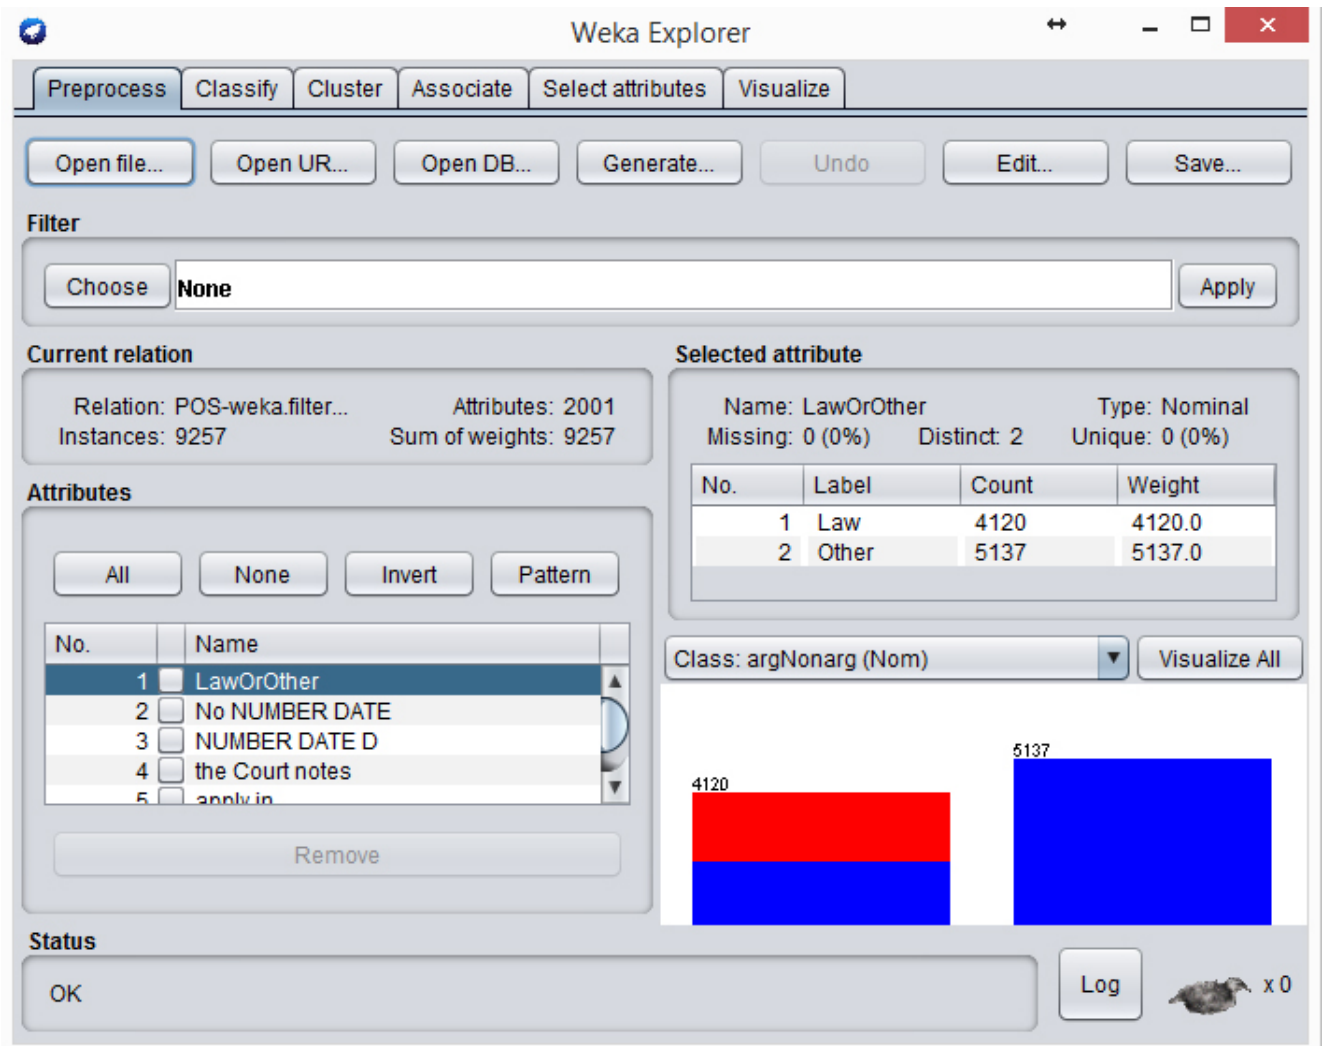 Weka Explorer
Preprocess Classify Cluster Associate Select attributes Visualize
Open file... Open UR... Open DB... Generate... Undo Edit... Save...
Filter
Choose None Apply
Current relation
Relation: POS-weka.filter... Attributes: 2001
Instances: 9257 Sum of weights: 9257
Attributes
All None Invert Pattern
No. Name
1 LawOrOther
2 No NUMBER DATE
3 NUMBER DATE D
4 the Court notes
5 apply in
Remove
Selected attribute
Name: LawOrOther Type: Nominal
Missing: 0 (0%) Distinct: 2 Unique: 0 (0%)
No. Label Count Weight
1 Law 4120 4120.0
2 Other 5137 5137.0
Class: argNonarg (Nom) Visualize All
4120
5137
Status
OK
Log x 0